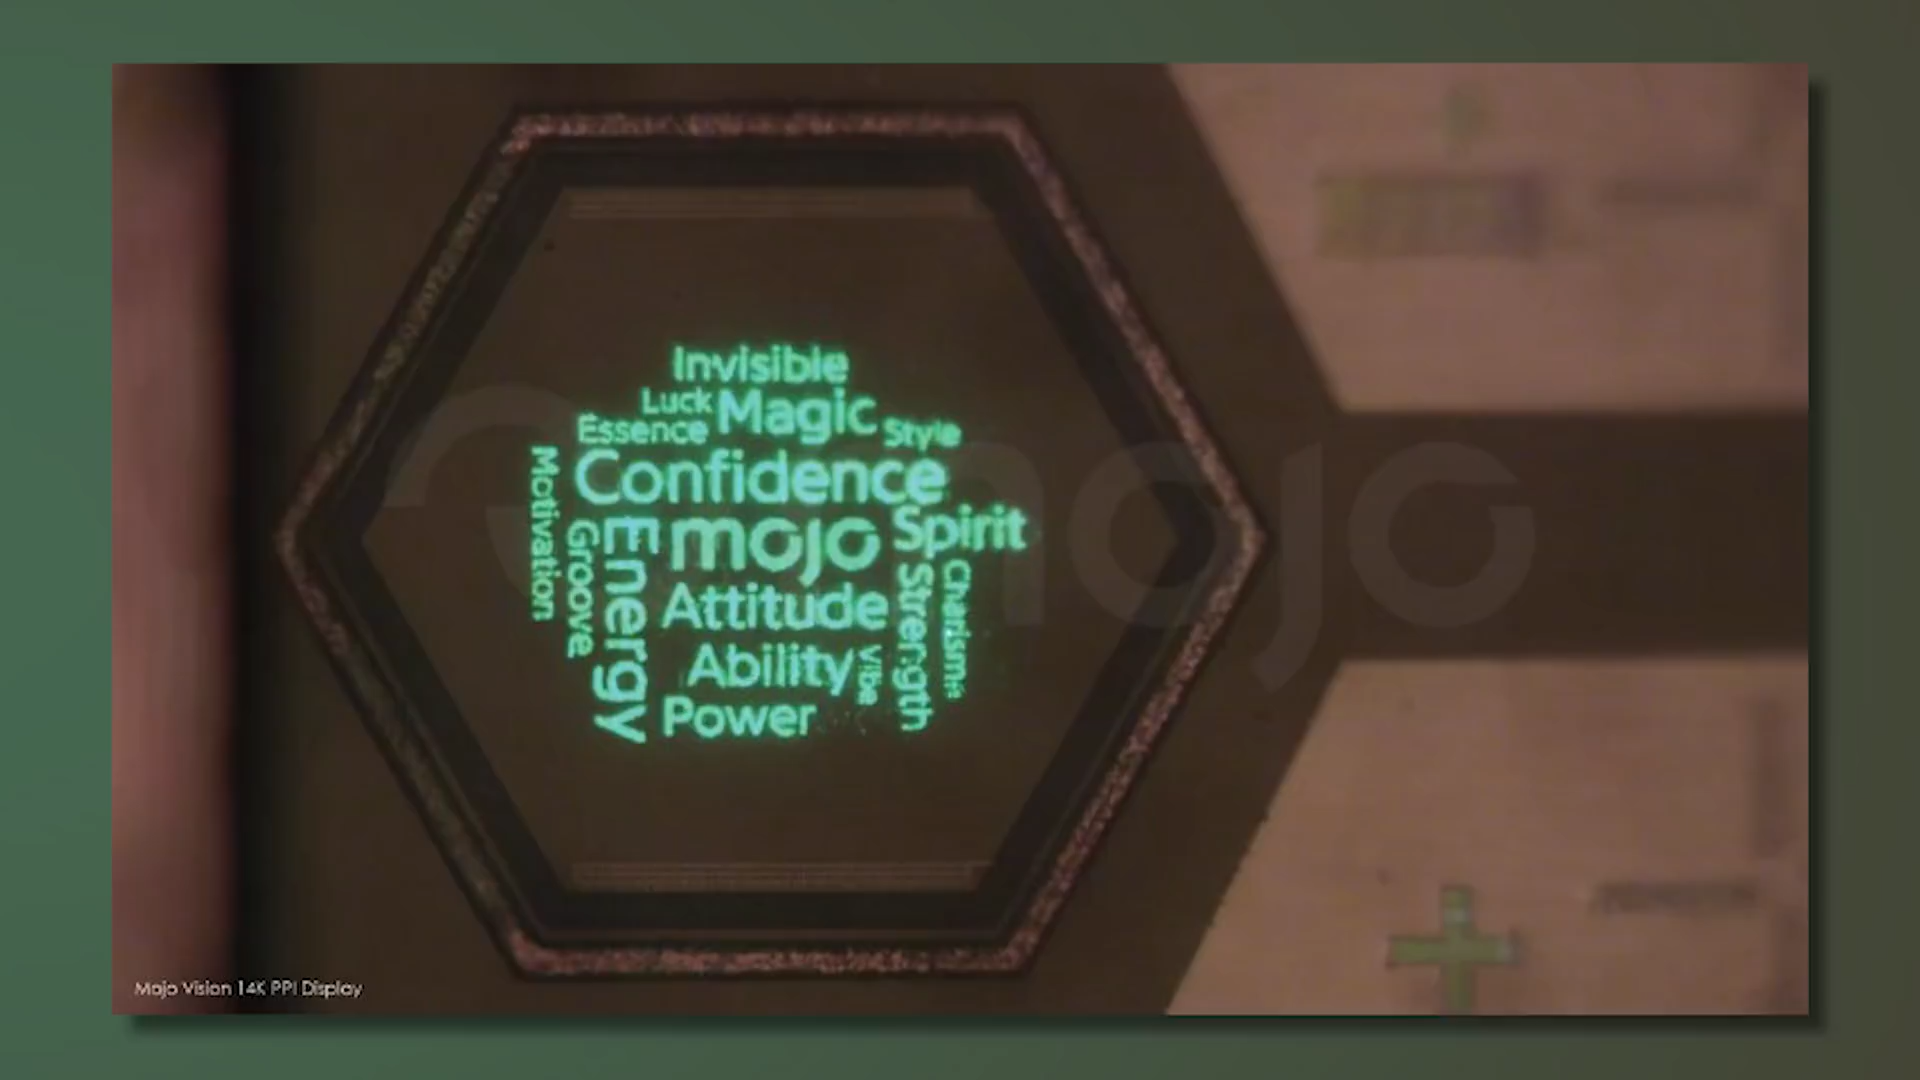 Invisible
Luck Magic
Essence Style
Confidence
Motivation
Groove
Energy
mojo
Spirit
Attitude
Strength
Charisma
Ability
Vibe
Power
mojo
Mojo Vision 14K PPI Display